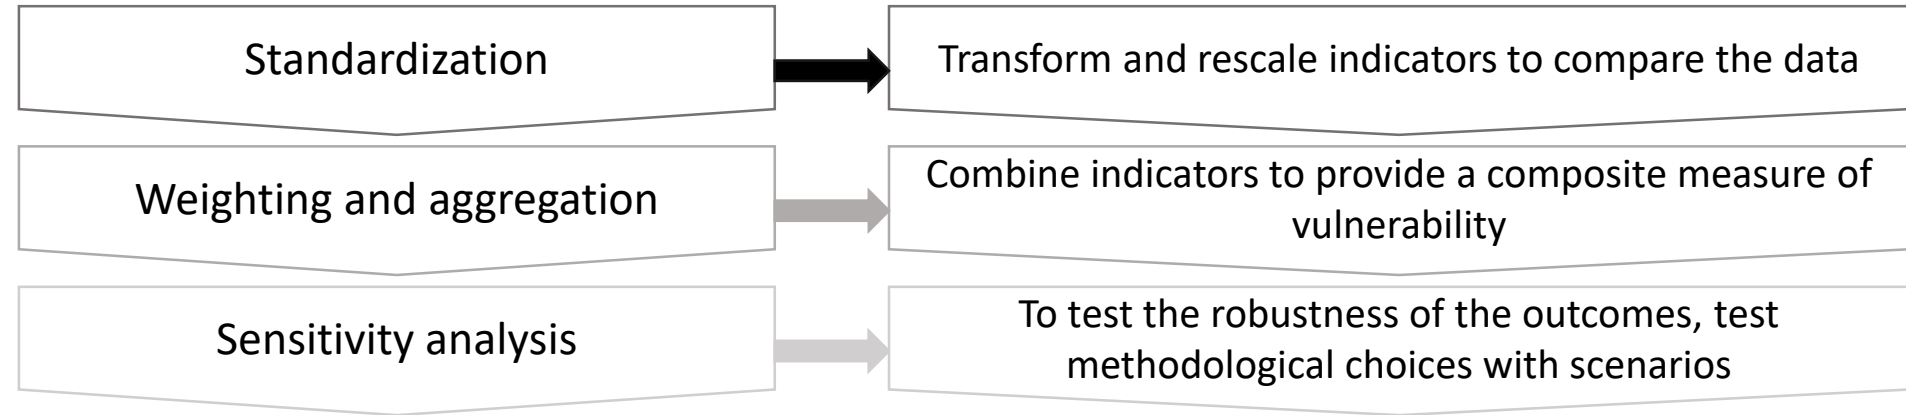 Standardization
Transform and rescale indicators to compare the data
Weighting and aggregation
Combine indicators to provide a composite measure of
vulnerability
Sensitivity analysis
To test the robustness of the outcomes, test
methodological choices with scenarios